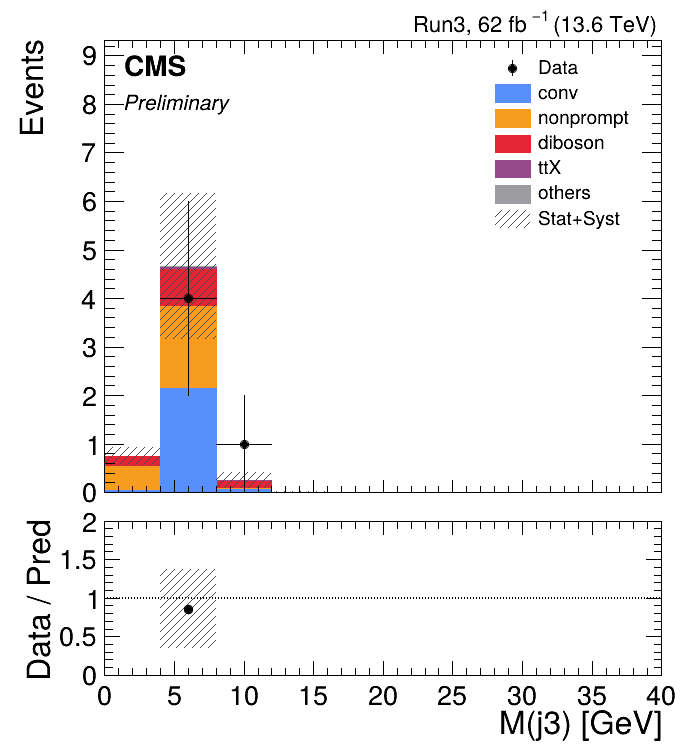 Run3, 62 fb⁻¹ (13.6 TeV)
CMS
Preliminary
Events
9
8
7
6
5
4
3
2
1
0
Data
conv
nonprompt
diboson
ttX
others
Stat+Syst
Data / Pred
2
1.5
1
0.5
0
0 5 10 15 20 25 30 35 40
M(j3) [GeV]